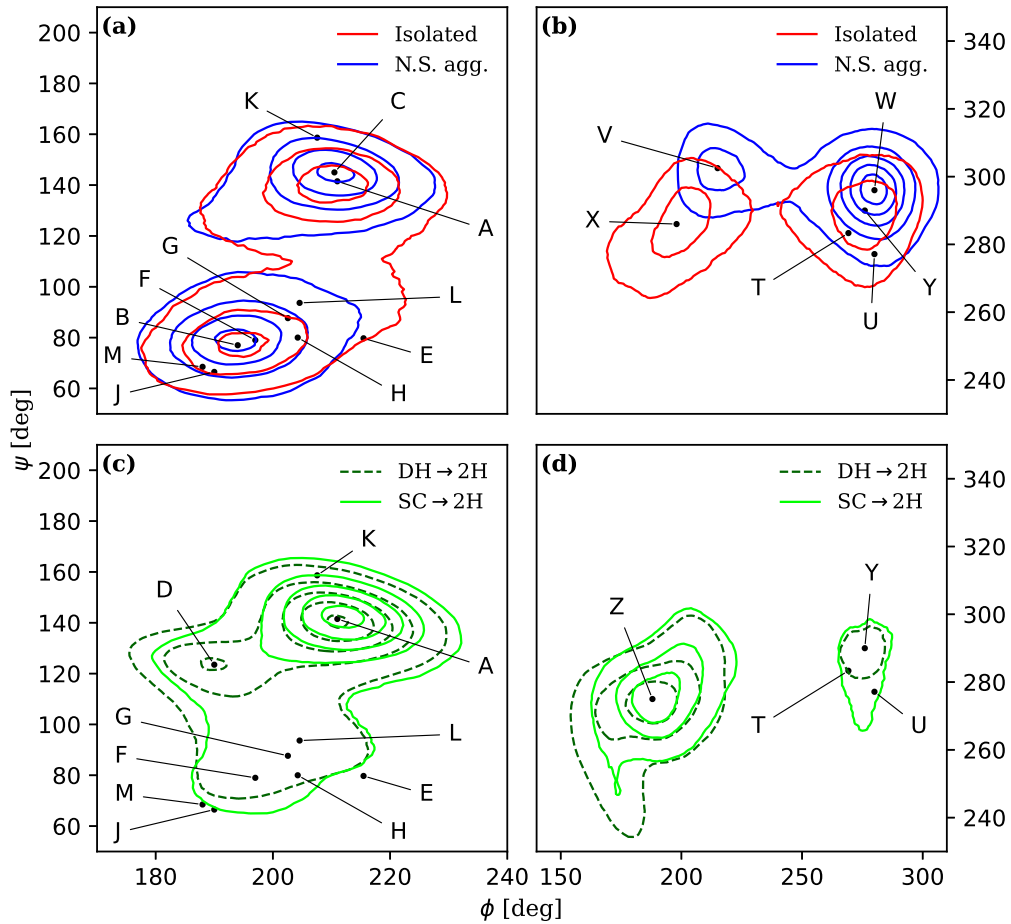 (a)
Isolated
N.S. agg.
K
C
A
G
F
L
B
M
J
H
E
200
180
160
140
120
100
80
60
(b)
Isolated
N.S. agg.
W
V
X
T
Y
U
340
320
300
280
260
240
ψ [deg]
(c)
DH → 2H
SC → 2H
K
D
A
G
L
F
M
E
J
H
200
180
160
140
120
100
80
60
180
200
220
240
(d)
DH → 2H
SC → 2H
Y
Z
T
U
340
320
300
280
260
240
150
200
250
300
ϕ [deg]